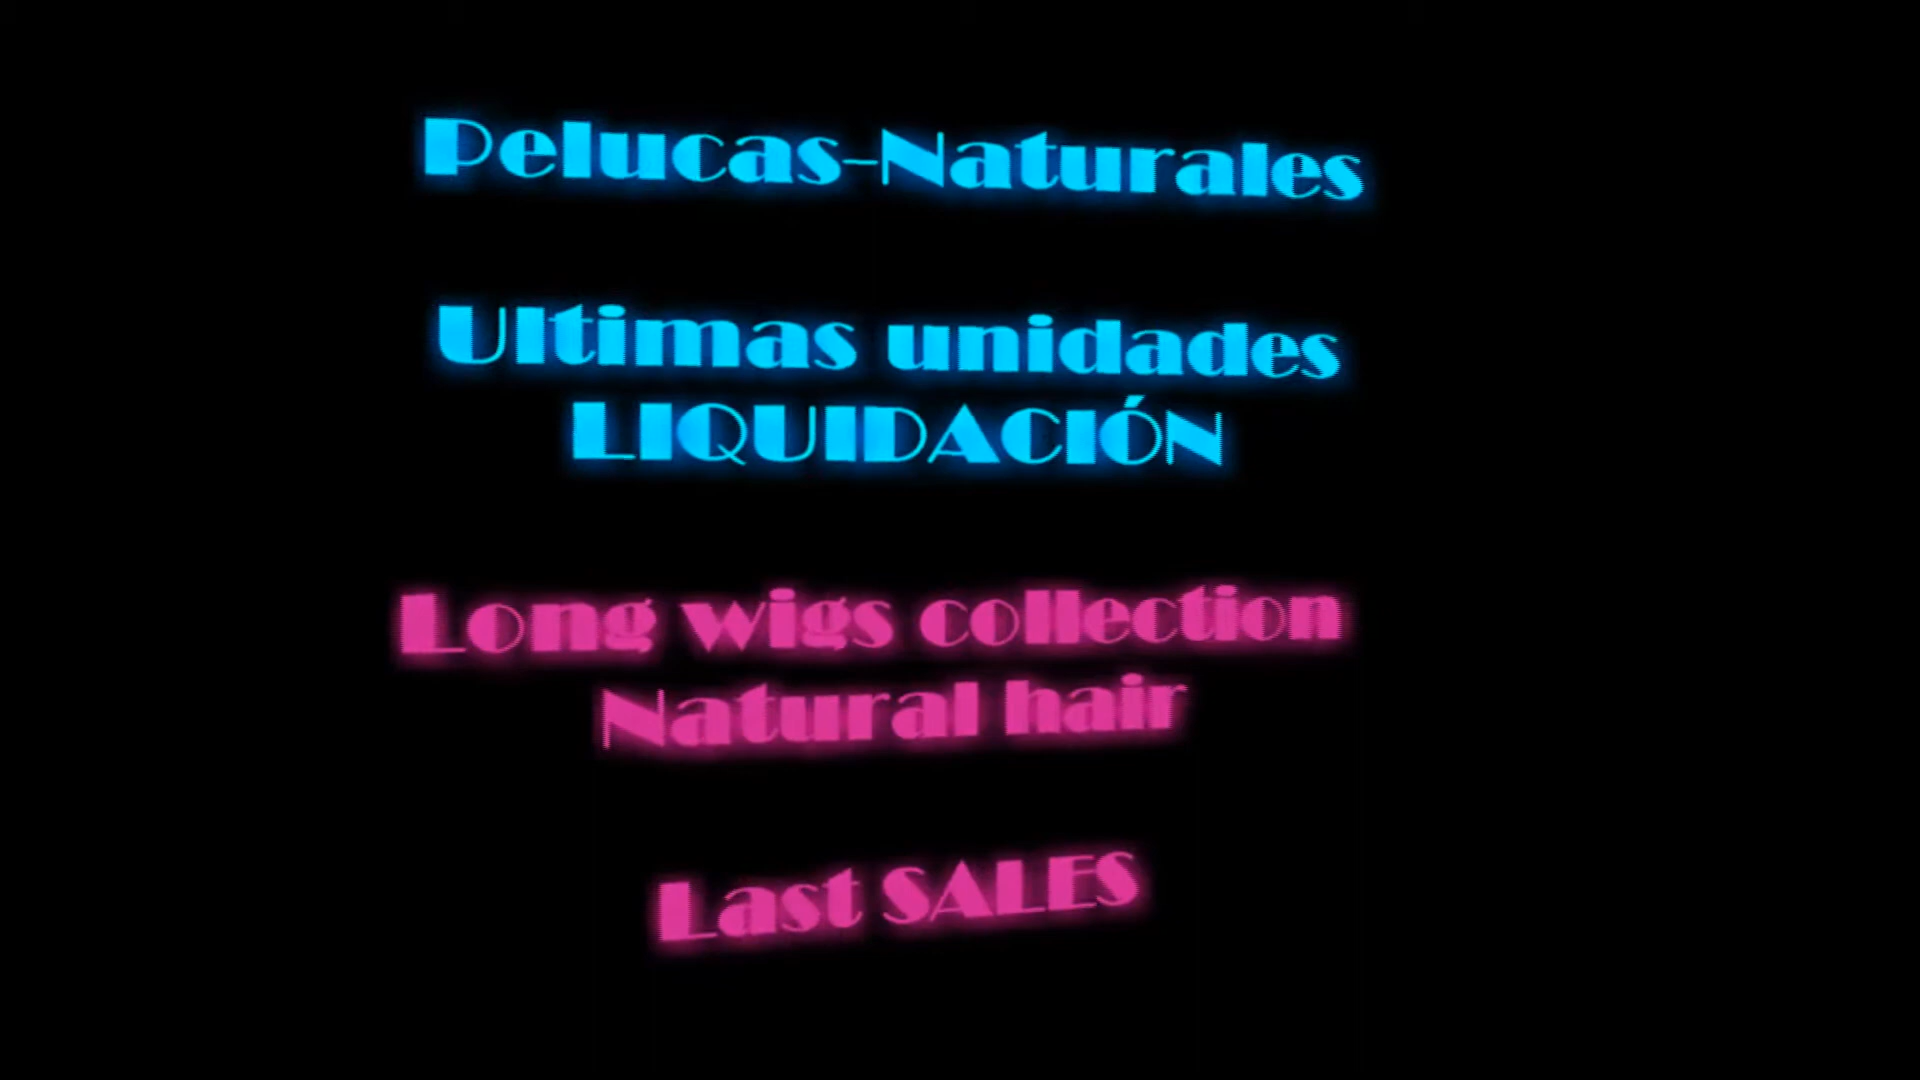 Pelucas-Naturales
Ultimas unidades
LIQUIDACIÓN
Long wigs collection
Natural hair
Last SALES